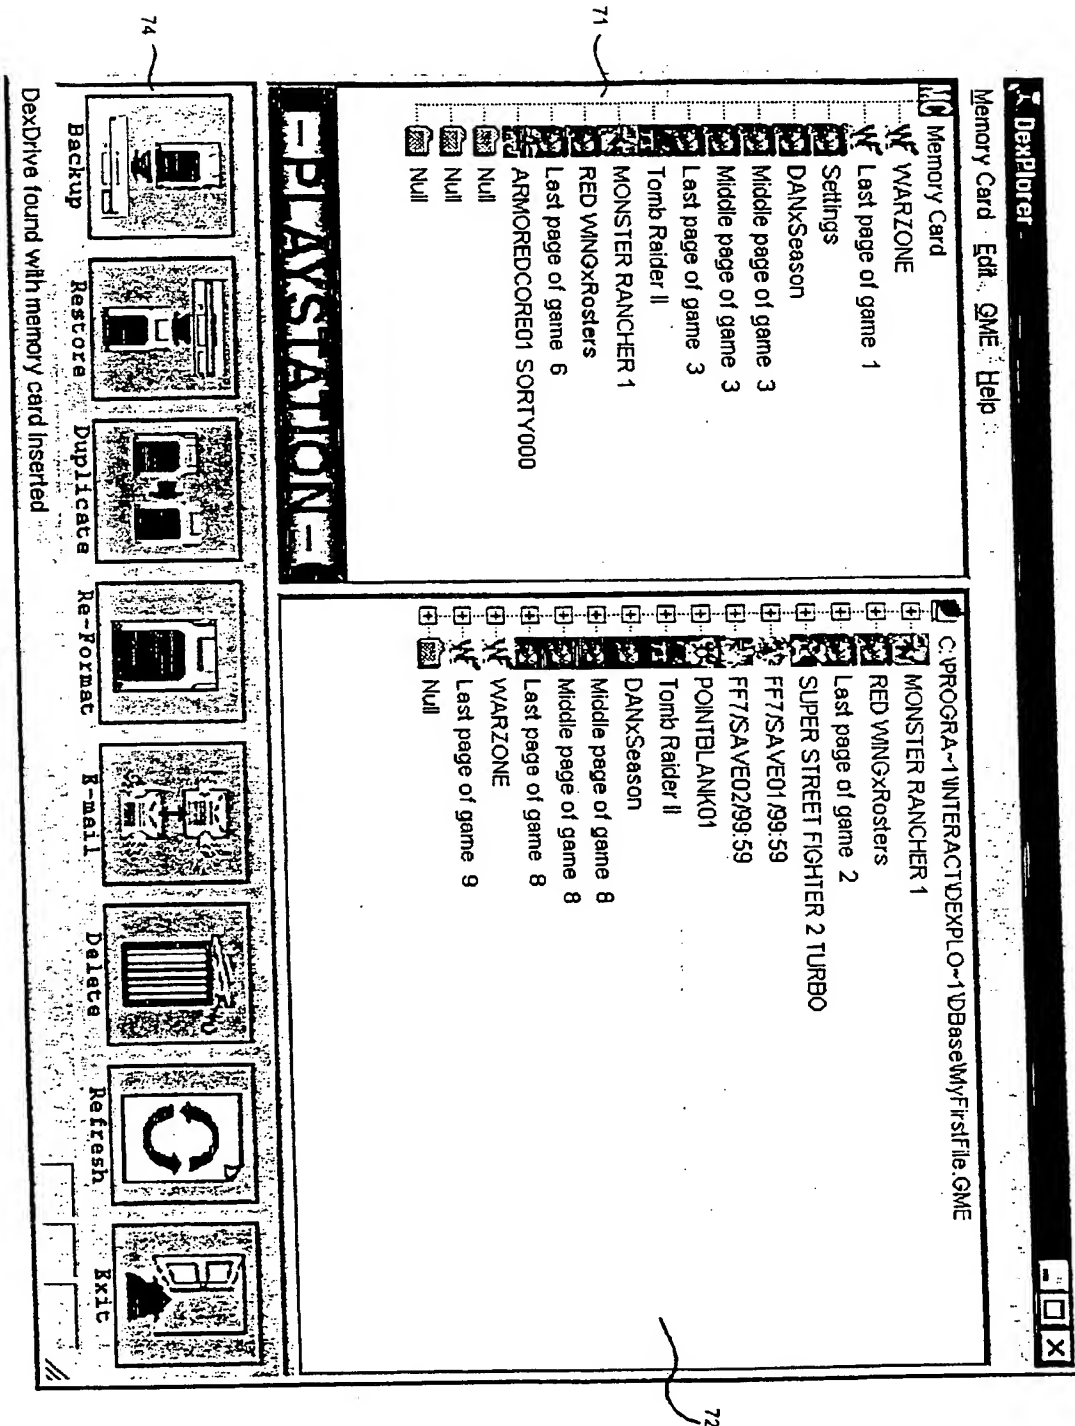 DexPlorer
Memory Card Edit GME Help
MC Memory Card
WARZONE
Last page of game 1
Settings
DANxSeason
Middle page of game 3
Middle page of game 3
Last page of game 3
Tomb Raider II
MONSTER RANCHER 1
RED WINGxRosters
Last page of game 6
ARMOREDCORE01 SORTY000
Null
Null
Null
PLAYSTATION
71
C:\PROGRA~1\INTERACT\DEXPLO~1\DBase\MyFirstFile.GME
MONSTER RANCHER 1
RED WINGxRosters
Last page of game 2
SUPER STREET FIGHTER 2 TURBO
FF7/SAVE01/99:59
FF7/SAVE02/99:59
POINTBLANK01
Tomb Raider II
DANxSeason
Middle page of game 8
Middle page of game 8
Last page of game 8
WARZONE
Last page of game 9
Null
72
74
Backup
Restore
Duplicate
Re-Format
E-mail
Delete
Refresh
Exit
DexDrive found with memory card inserted